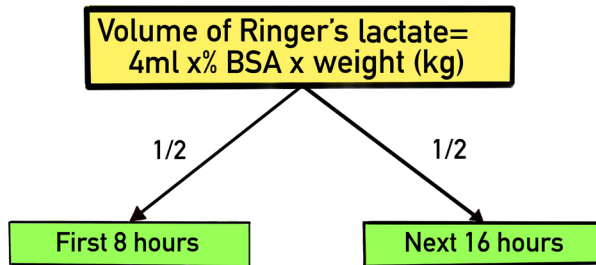 Volume of Ringer's lactate=
4ml x% BSA x weight (kg)
1/2
1/2
First 8 hours
Next 16 hours